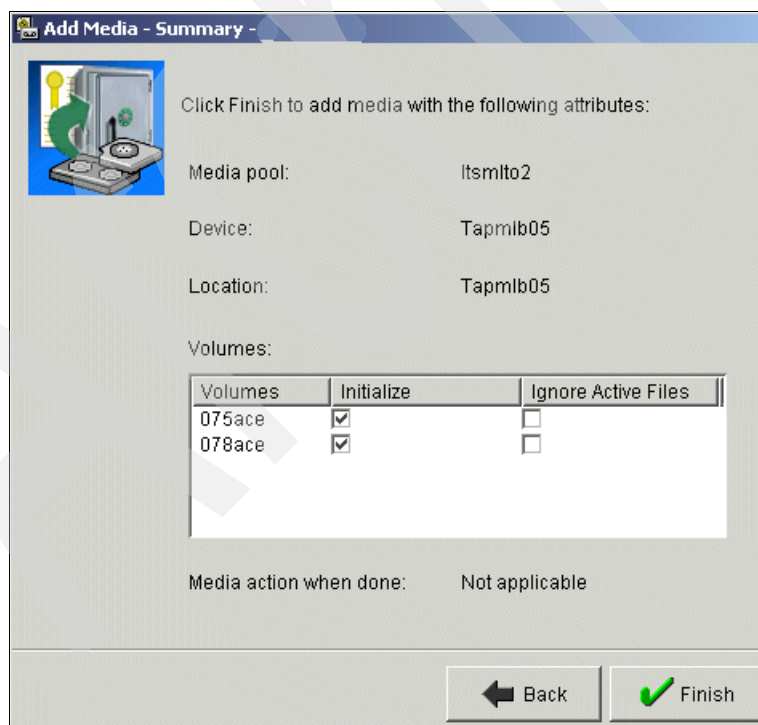 Add Media - Summary -
Click Finish to add media with the following attributes:
Media pool: Itsmlto2
Device: Tapmlb05
Location: Tapmlb05
Volumes:
Volumes Initialize Ignore Active Files
075ace
078ace
Media action when done: Not applicable
Back Finish